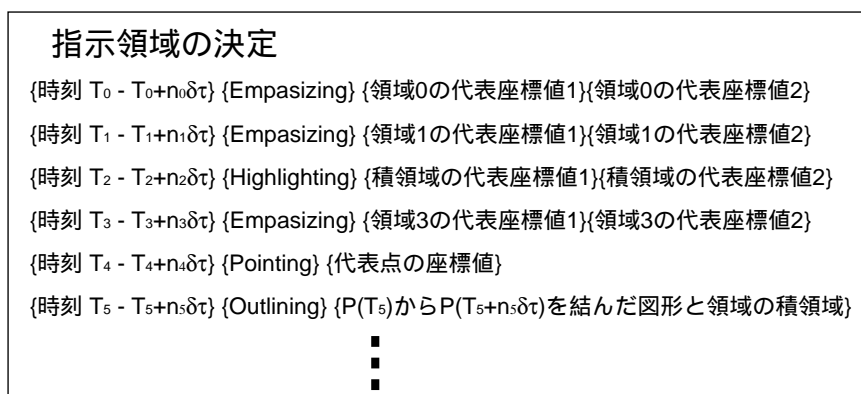 指示領域の決定
{時刻 T₀ - T₀+n₀δτ} {Empasizing} {領域0の代表座標値1}{領域0の代表座標値2}
{時刻 T₁ - T₁+n₁δτ} {Empasizing} {領域1の代表座標値1}{領域1の代表座標値2}
{時刻 T₂ - T₂+n₂δτ} {Highlighting} {積領域の代表座標値1}{積領域の代表座標値2}
{時刻 T₃ - T₃+n₃δτ} {Empasizing} {領域3の代表座標値1}{領域3の代表座標値2}
{時刻 T₄ - T₄+n₄δτ} {Pointing} {代表点の座標値}
{時刻 T₅ - T₅+n₅δτ} {Outlining} {P(T₅)からP(T₅+n₅δτ)を結んだ図形と領域の積領域}